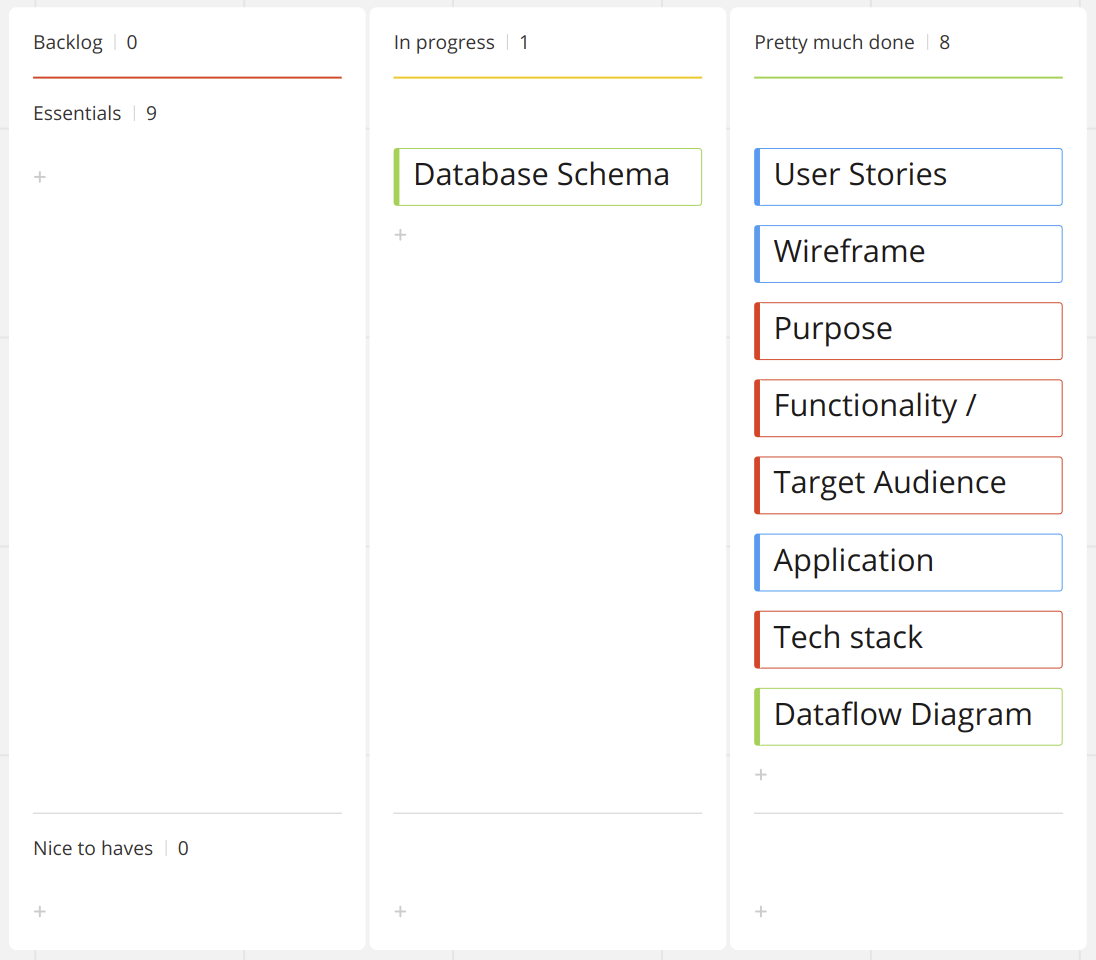 Backlog | 0
In progress | 1
Pretty much done | 8
Essentials | 9
+
Database Schema
+
User Stories
Wireframe
Purpose
Functionality /
Target Audience
Application
Tech stack
Dataflow Diagram
+
Nice to haves | 0
+
+
+